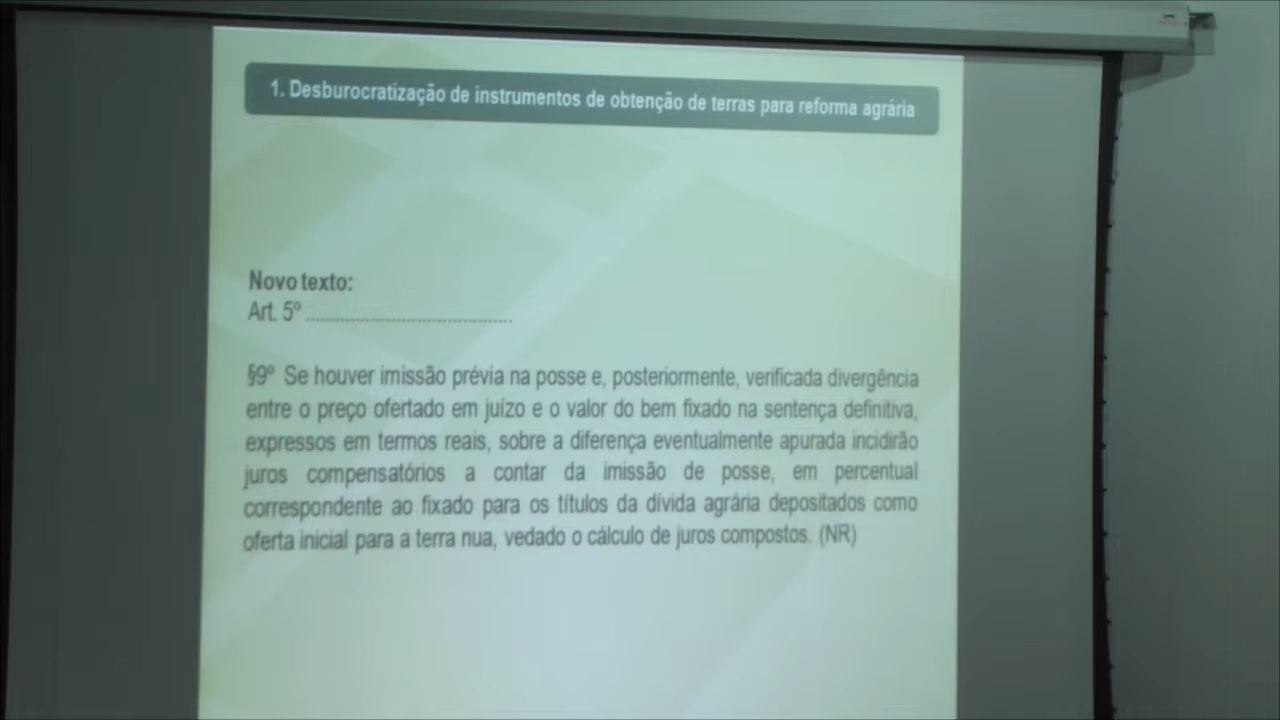 1. Desburocratização de instrumentos de obtenção de terras para reforma agrária
Novo texto:
Art. 5º ..........................................
§9º Se houver imissão prévia na posse e, posteriormente, verificada divergência
entre o preço ofertado em juízo e o valor do bem fixado na sentença definitiva,
expressos em termos reais, sobre a diferença eventualmente apurada incidirão
juros compensatórios a contar da imissão de posse, em percentual
correspondente ao fixado para os títulos da dívida agrária depositados como
oferta inicial para a terra nua, vedado o cálculo de juros compostos. (NR)